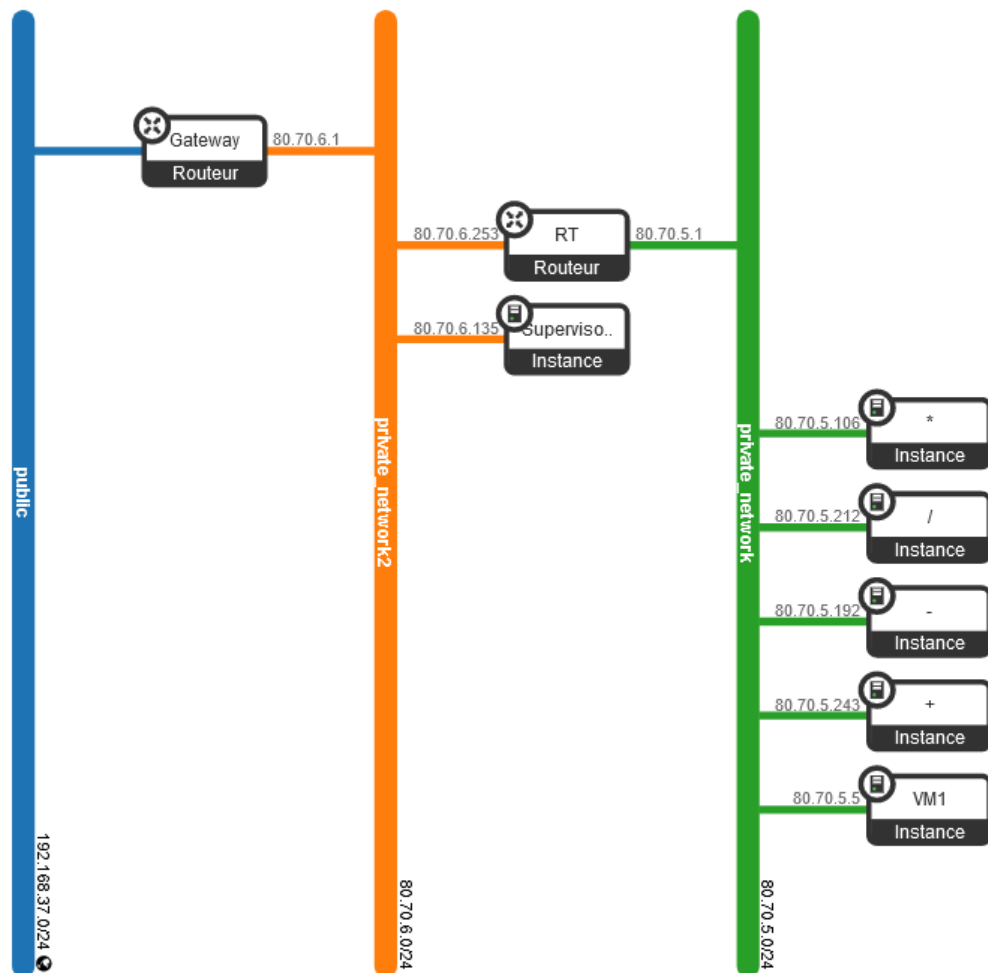 public
192.168.37.0/24
Gateway
Routeur
80.70.6.1
private_network2
80.70.6.0/24
80.70.6.253
RT
Routeur
80.70.5.1
80.70.6.135
Superviso..
Instance
private_network
80.70.5.0/24
80.70.5.106
*
Instance
80.70.5.212
/
Instance
80.70.5.192
-
Instance
80.70.5.243
+
Instance
80.70.5.5
VM1
Instance